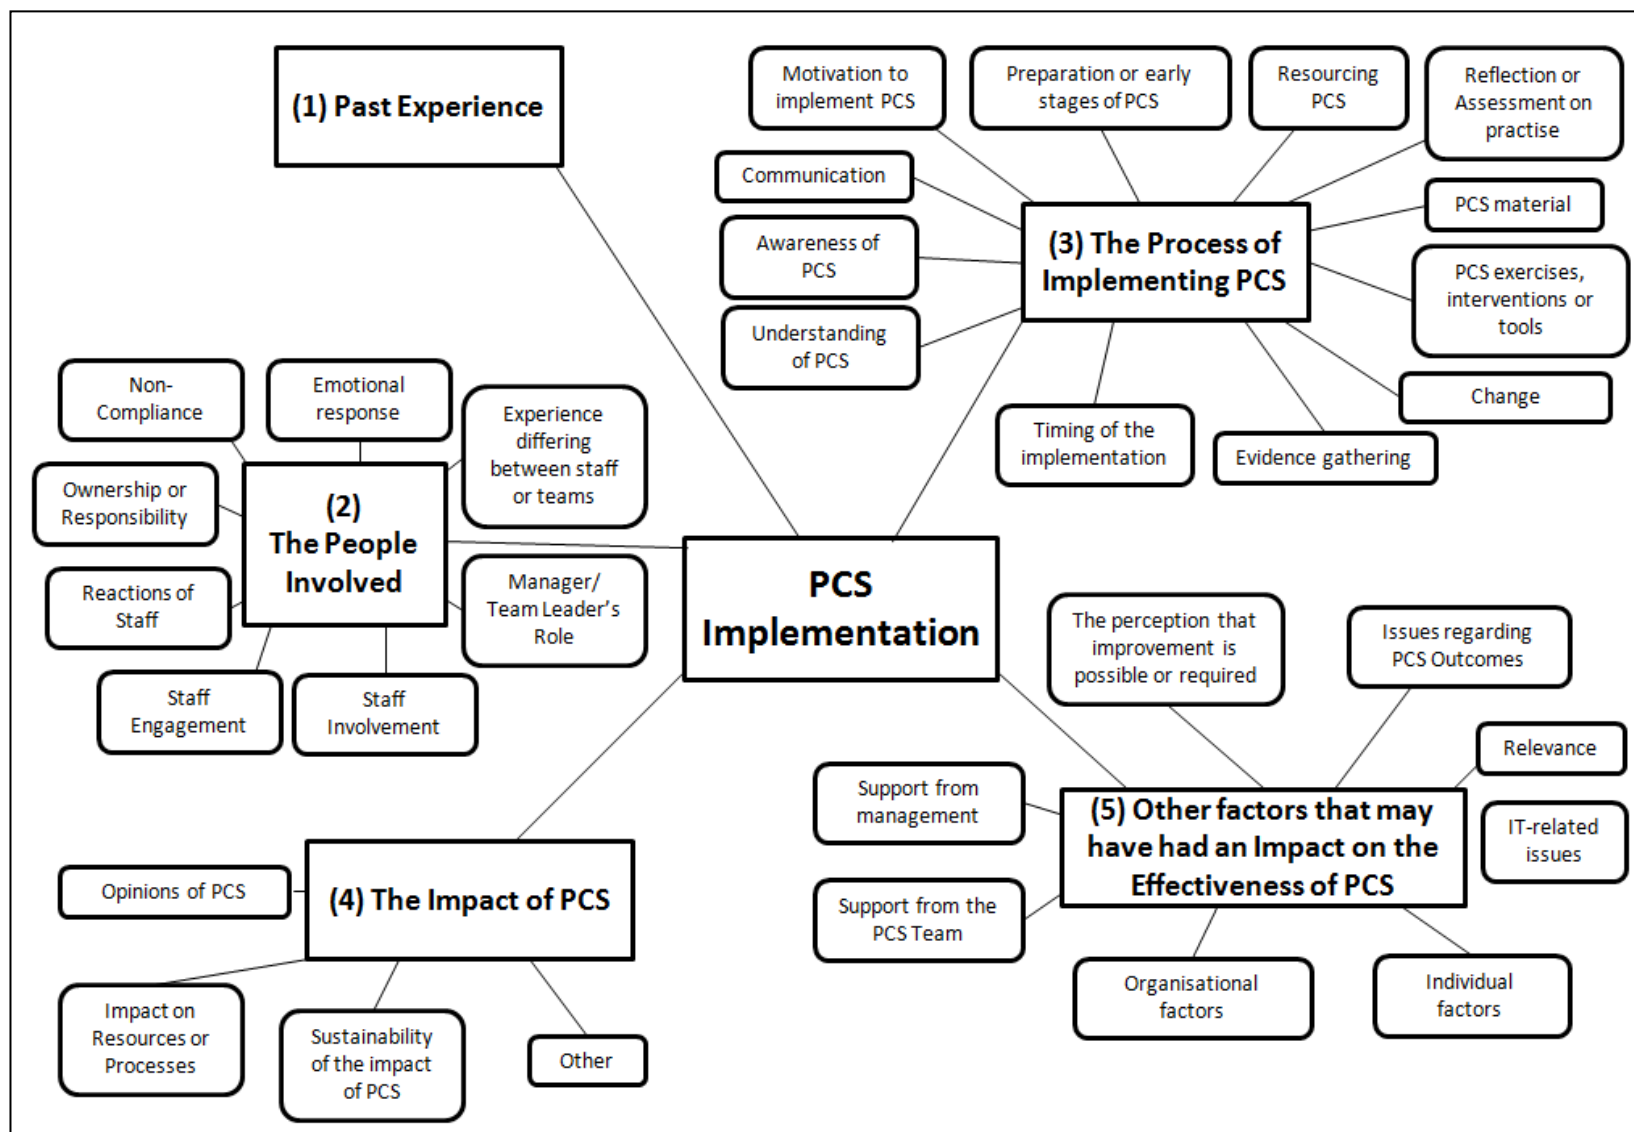 (1) Past Experience
Motivation to
implement PCS
Preparation or early
stages of PCS
Resourcing
PCS
Reflection or
Assessment on
practise
Communication
Awareness of
PCS
Understanding
of PCS
(3) The Process of
Implementing PCS
PCS material
PCS exercises,
interventions or
tools
Change
Timing of the
implementation
Evidence gathering
Non-
Compliance
Emotional
response
Experience
differing
between staff
or teams
Ownership or
Responsibility
(2)
The People
Involved
Reactions of
Staff
Manager/
Team Leader's
Role
Staff
Engagement
Staff
Involvement
PCS
Implementation
The perception that
improvement is
possible or required
Issues regarding
PCS Outcomes
Relevance
Support from
management
(5) Other factors that may
have had an Impact on the
Effectiveness of PCS
IT-related
issues
Support from the
PCS Team
Organisational
factors
Individual
factors
Opinions of PCS
(4) The Impact of PCS
Impact on
Resources or
Processes
Sustainability
of the impact
of PCS
Other